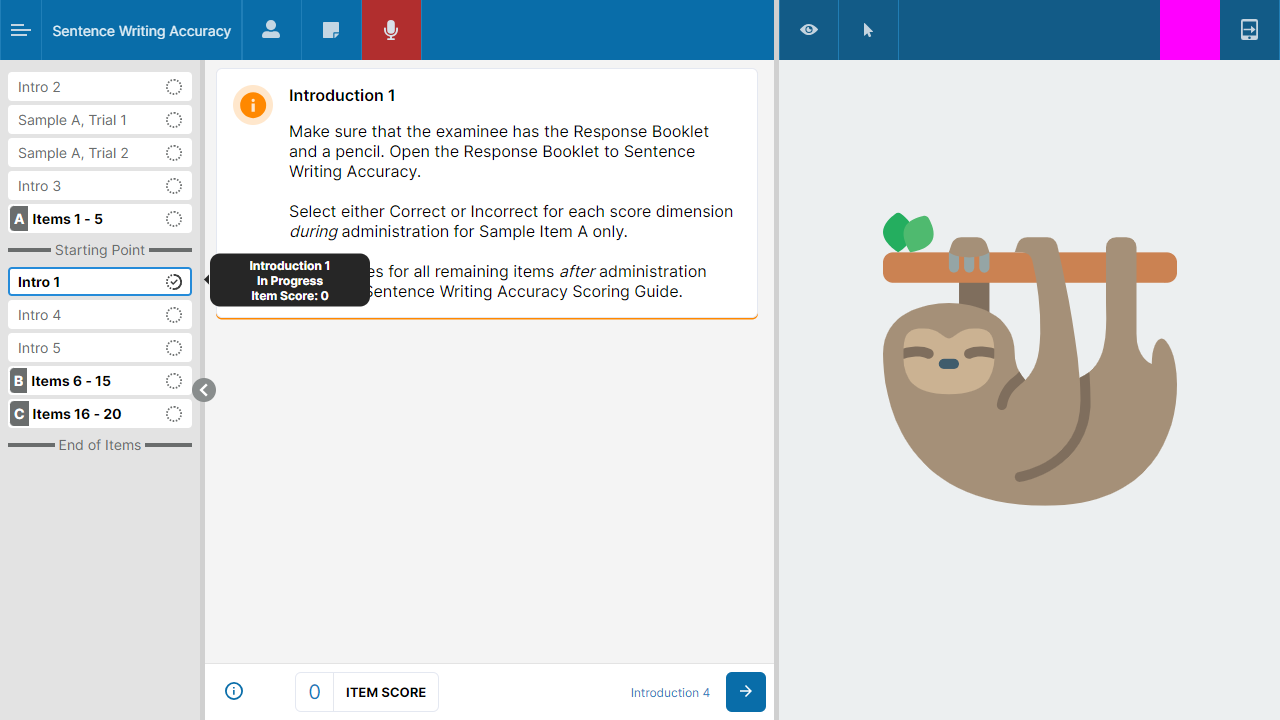 Sentence Writing Accuracy
Intro 2
Sample A, Trial 1
Sample A, Trial 2
Intro 3
A Items 1 - 5
Starting Point
Intro 1
Intro 4
Intro 5
B Items 6 - 15
C Items 16 - 20
End of Items
Introduction 1
Make sure that the examinee has the Response Booklet
and a pencil. Open the Response Booklet to Sentence
Writing Accuracy.
Select either Correct or Incorrect for each score dimension
during administration for Sample Item A only.
es for all remaining items after administration
Sentence Writing Accuracy Scoring Guide.
Introduction 1
In Progress
Item Score: 0
0 ITEM SCORE
Introduction 4